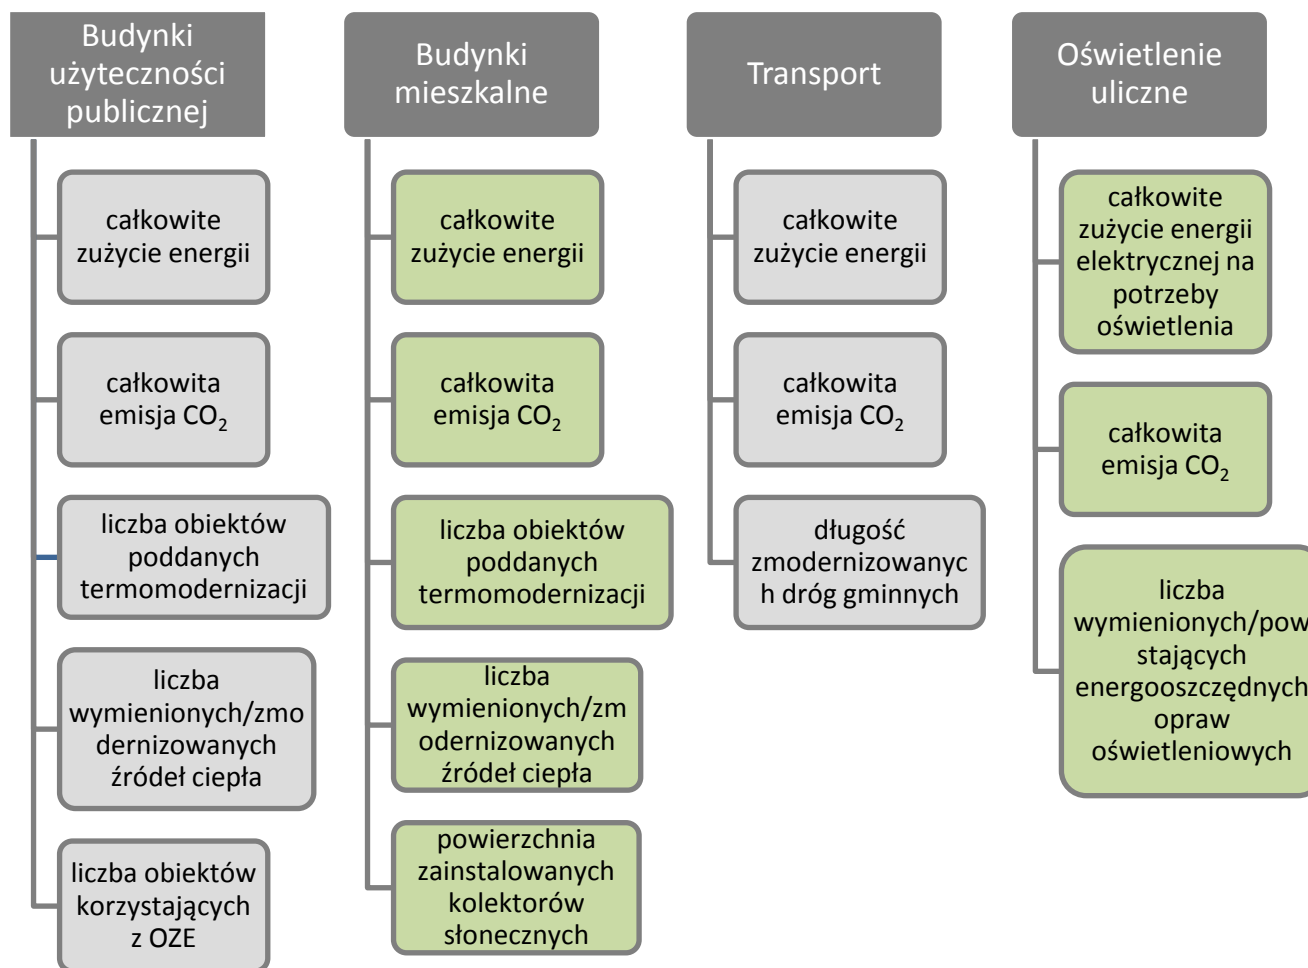 Budynki
użyteczności
publicznej
całkowite
zużycie energii
całkowita
emisja CO₂
liczba obiektów
poddanych
termomodernizacji
liczba
wymienionych/zmo
dernizowanych
źródeł ciepła
liczba obiektów
korzystających
z OZE
Budynki
mieszkalne
całkowite
zużycie energii
całkowita
emisja CO₂
liczba obiektów
poddanych
termomodernizacji
liczba
wymienionych/zm
odernizowanych
źródeł ciepła
powierzchnia
zainstalowanych
kolektorów
słonecznych
Transport
całkowite
zużycie energii
całkowita
emisja CO₂
długość
zmodernizowanyc
h dróg gminnych
Oświetlenie
uliczne
całkowite
zużycie energii
elektrycznej na
potrzeby
oświetlenia
całkowita
emisja CO₂
liczba
wymienionych/pow
stających
energooszczędnych
opraw
oświetleniowych